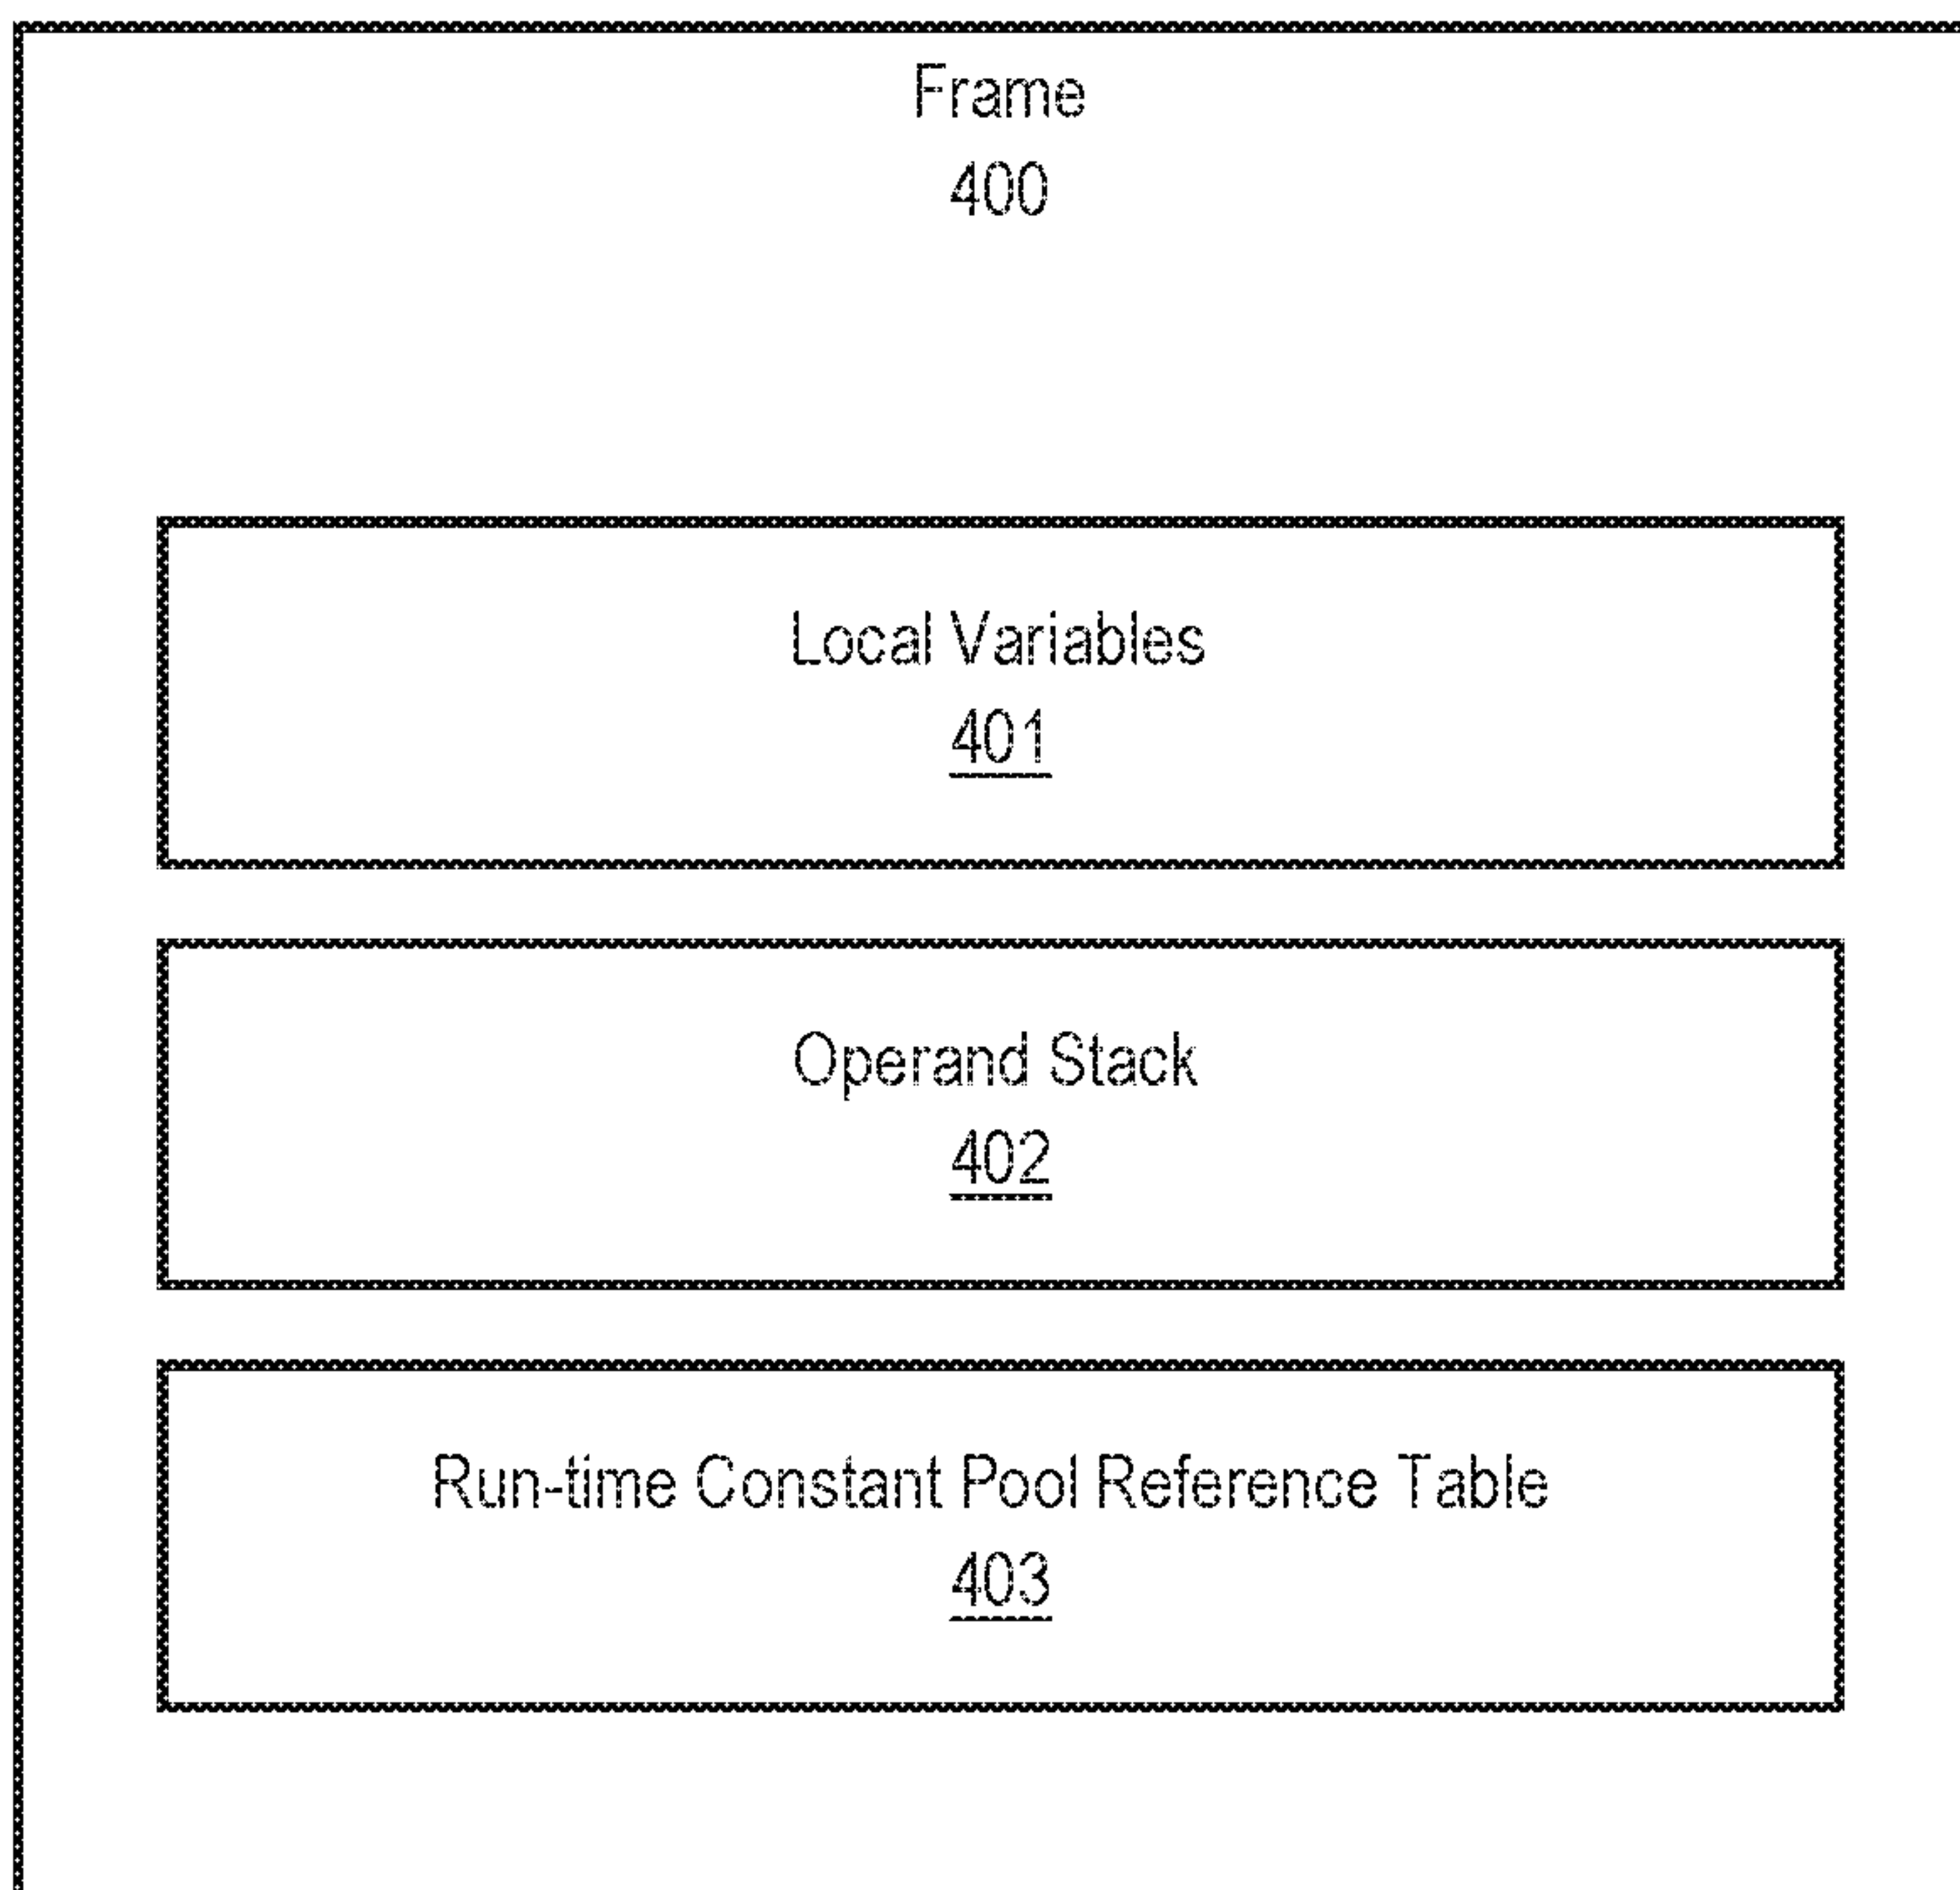 Frame
400
Local Variables
401
Operand Stack
402
Run-time Constant Pool Reference Table
403